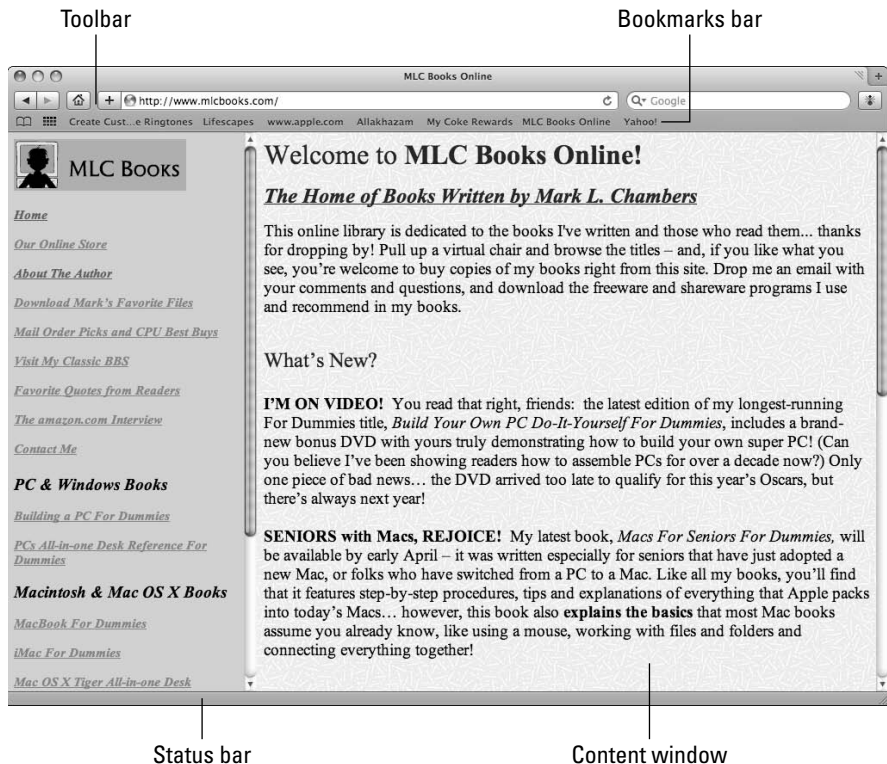 Toolbar
Bookmarks bar
MLC Books Online
http://www.mlcbooks.com/
Google
Create Cust...e Ringtones Lifescapes www.apple.com Allakhazam My Coke Rewards MLC Books Online Yahoo!
MLC BOOKS
Home
Our Online Store
About The Author
Download Mark's Favorite Files
Mail Order Picks and CPU Best Buys
Visit My Classic BBS
Favorite Quotes from Readers
The amazon.com Interview
Contact Me
PC & Windows Books
Building a PC For Dummies
PCs All-in-one Desk Reference For
Dummies
Macintosh & Mac OS X Books
MacBook For Dummies
iMac For Dummies
Mac OS X Tiger All-in-one Desk
Welcome to MLC Books Online!
The Home of Books Written by Mark L. Chambers
This online library is dedicated to the books I've written and those who read them... thanks
for dropping by! Pull up a virtual chair and browse the titles – and, if you like what you
see, you're welcome to buy copies of my books right from this site. Drop me an email with
your comments and questions, and download the freeware and shareware programs I use
and recommend in my books.
What's New?
I'M ON VIDEO! You read that right, friends: the latest edition of my longest-running
For Dummies title, Build Your Own PC Do-It-Yourself For Dummies, includes a brand-
new bonus DVD with yours truly demonstrating how to build your own super PC! (Can
you believe I've been showing readers how to assemble PCs for over a decade now?) Only
one piece of bad news… the DVD arrived too late to qualify for this year's Oscars, but
there's always next year!
SENIORS with Macs, REJOICE! My latest book, Macs For Seniors For Dummies, will
be available by early April – it was written especially for seniors that have just adopted a
new Mac, or folks who have switched from a PC to a Mac. Like all my books, you'll find
that it features step-by-step procedures, tips and explanations of everything that Apple packs
into today's Macs… however, this book also explains the basics that most Mac books
assume you already know, like using a mouse, working with files and folders and
connecting everything together!
Status bar
Content window